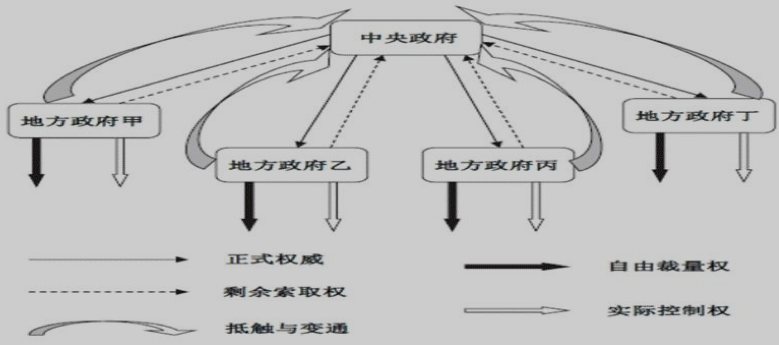 中央政府
地方政府甲
地方政府丁
地方政府乙
地方政府丙
正式权威
自由裁量权
剩余索取权
实际控制权
抵触与变通